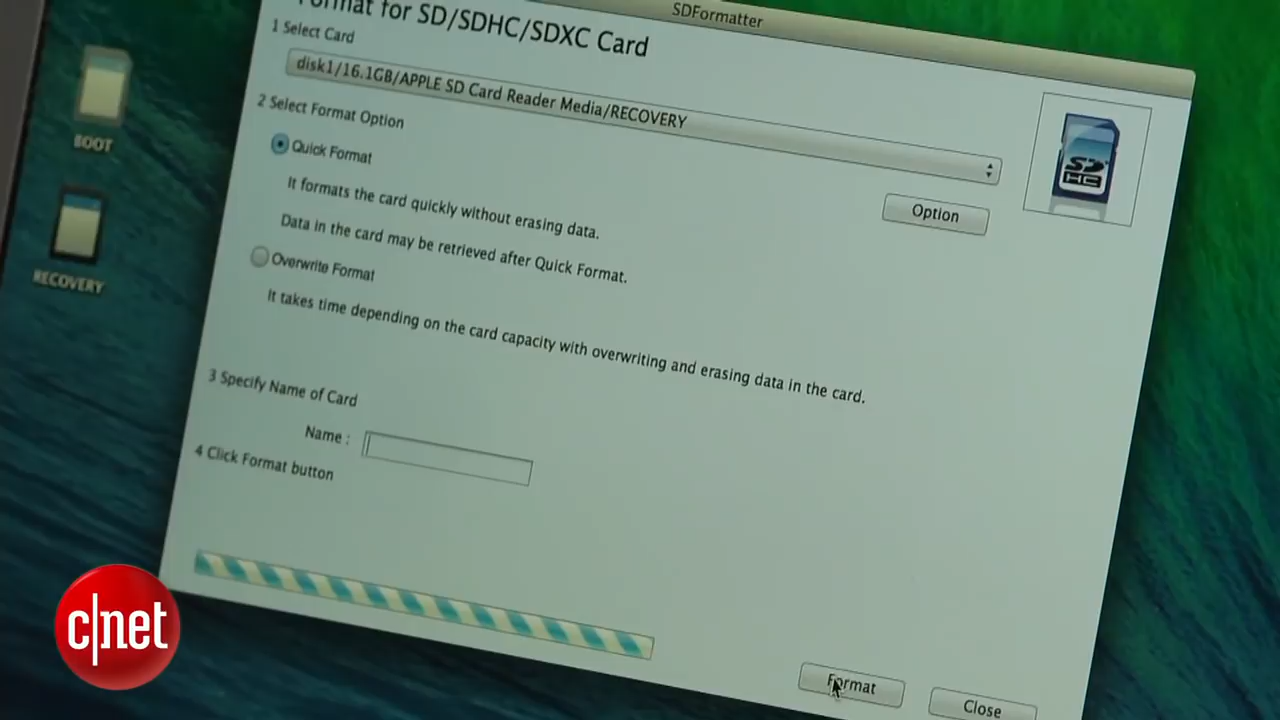 SDFormatter
Format for SD/SDHC/SDXC Card
1 Select Card
disk1/16.1GB/APPLE SD Card Reader Media/RECOVERY
2 Select Format Option
Quick Format
It formats the card quickly without erasing data.
Data in the card may be retrieved after Quick Format.
Option
Overwrite Format
It takes time depending on the card capacity with overwriting and erasing data in the card.
3 Specify Name of Card
Name :
4 Click Format button
Format
Close
BOOT
RECOVERY
SD
HC
c|net